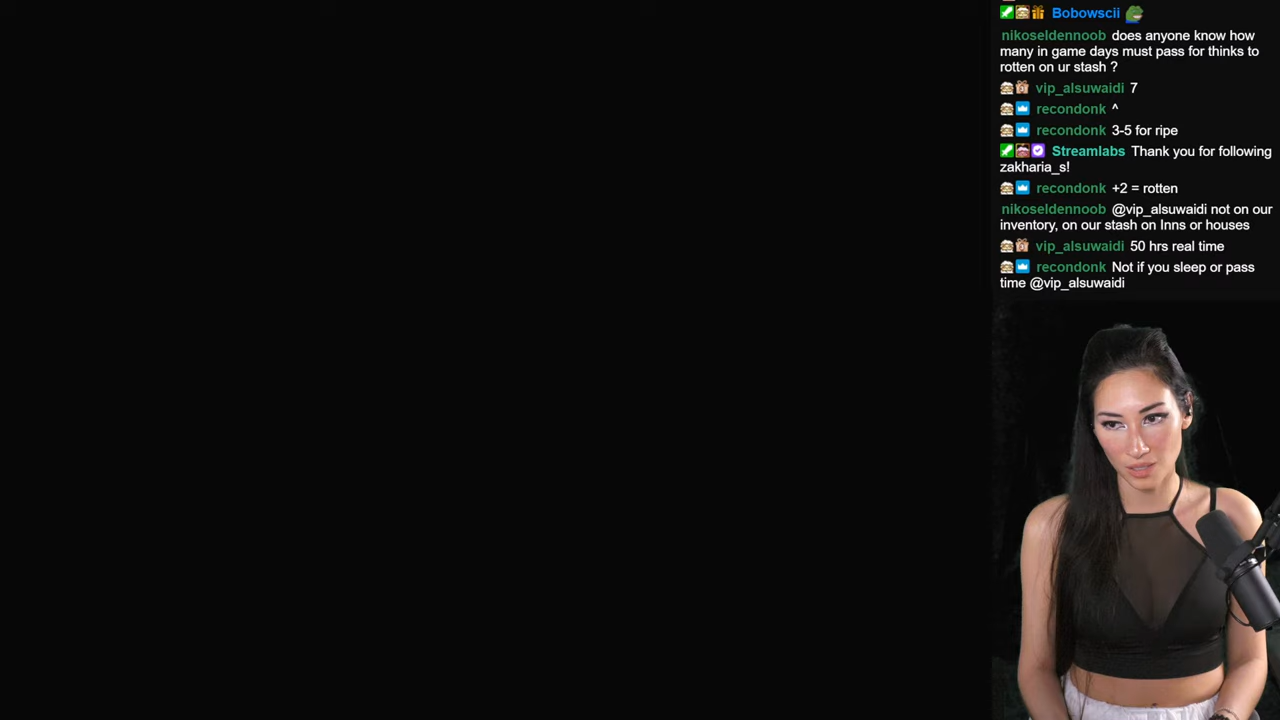 Bobowscii
nikoseldennoob does anyone know how
many in game days must pass for thinks to
rotten on ur stash ?
vip_alsuwaidi 7
recondonk ^
recondonk 3-5 for ripe
Streamlabs Thank you for following
zakharia_s!
recondonk +2 = rotten
nikoseldennoob @vip_alsuwaidi not on our
inventory, on our stash on Inns or houses
vip_alsuwaidi 50 hrs real time
recondonk Not if you sleep or pass
time @vip_alsuwaidi